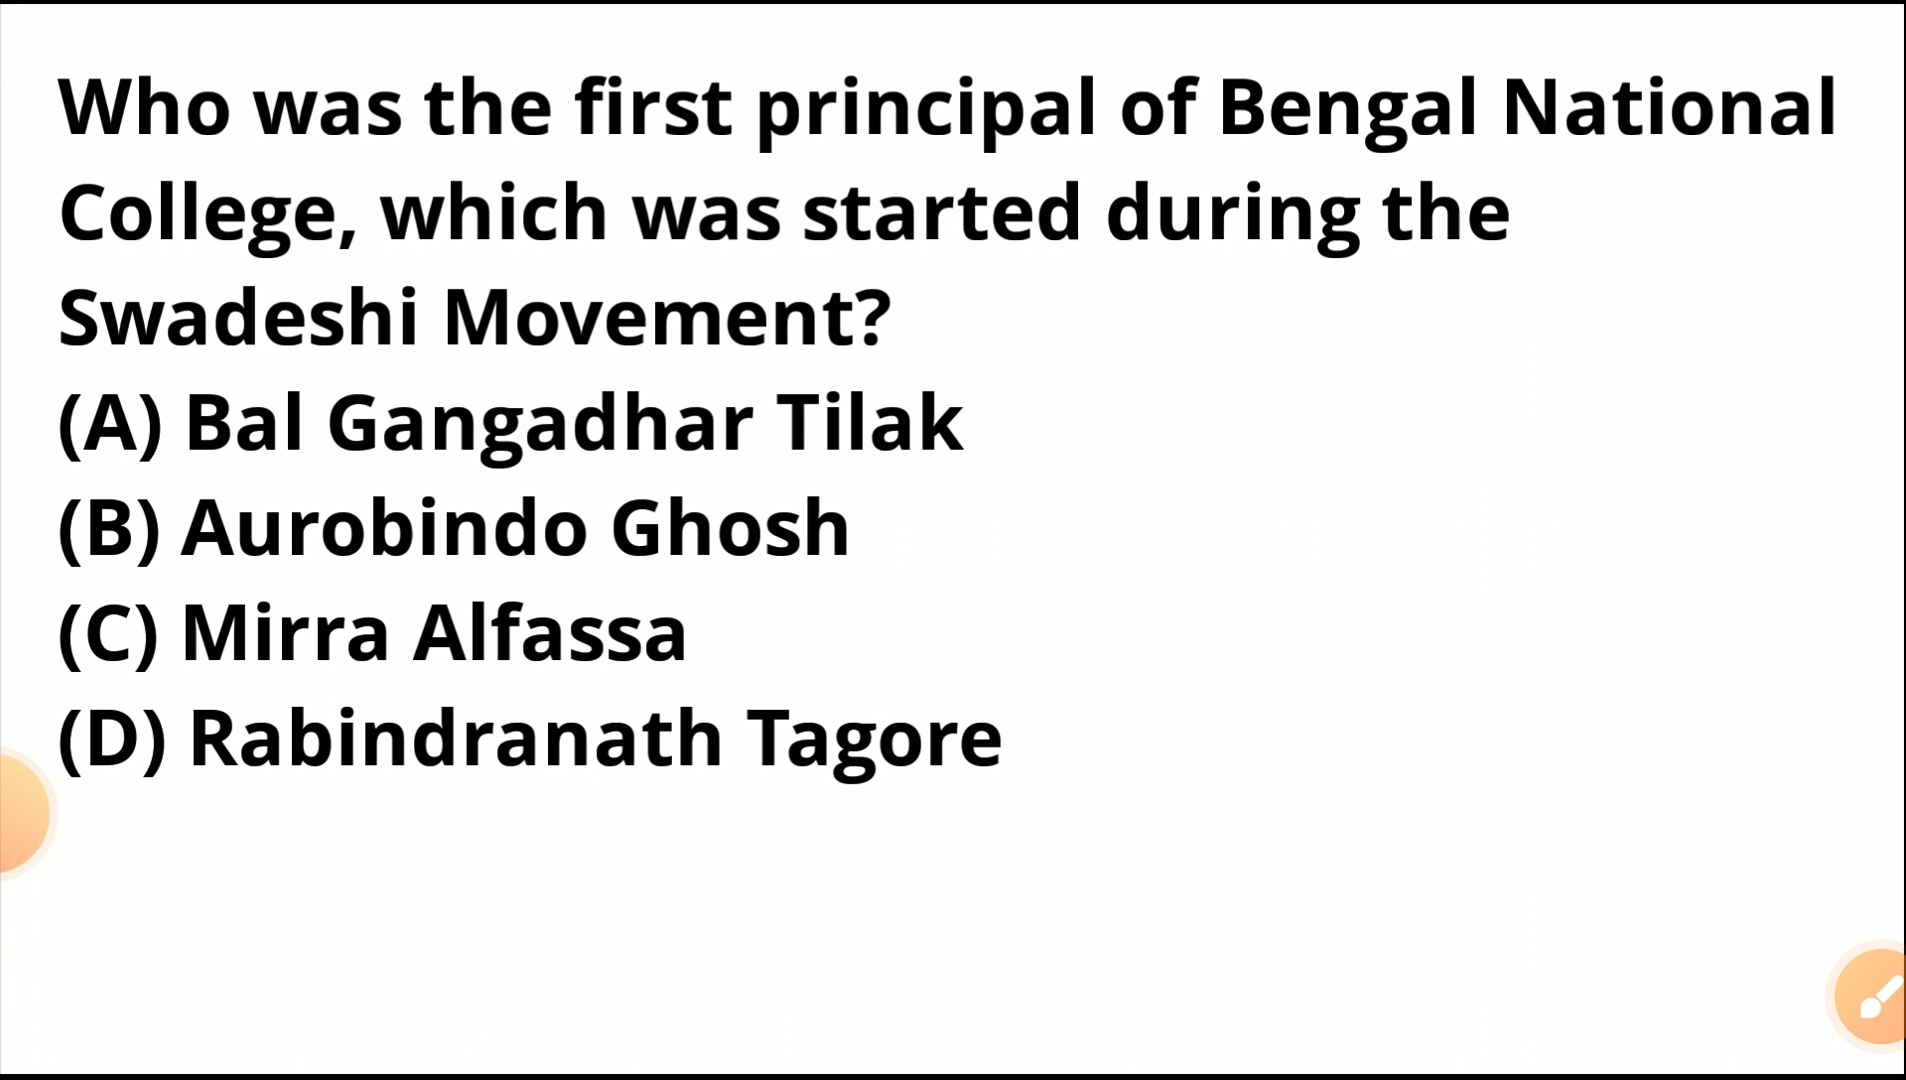 Who was the first principal of Bengal National
College, which was started during the
Swadeshi Movement?
(A) Bal Gangadhar Tilak
(B) Aurobindo Ghosh
(C) Mirra Alfassa
(D) Rabindranath Tagore